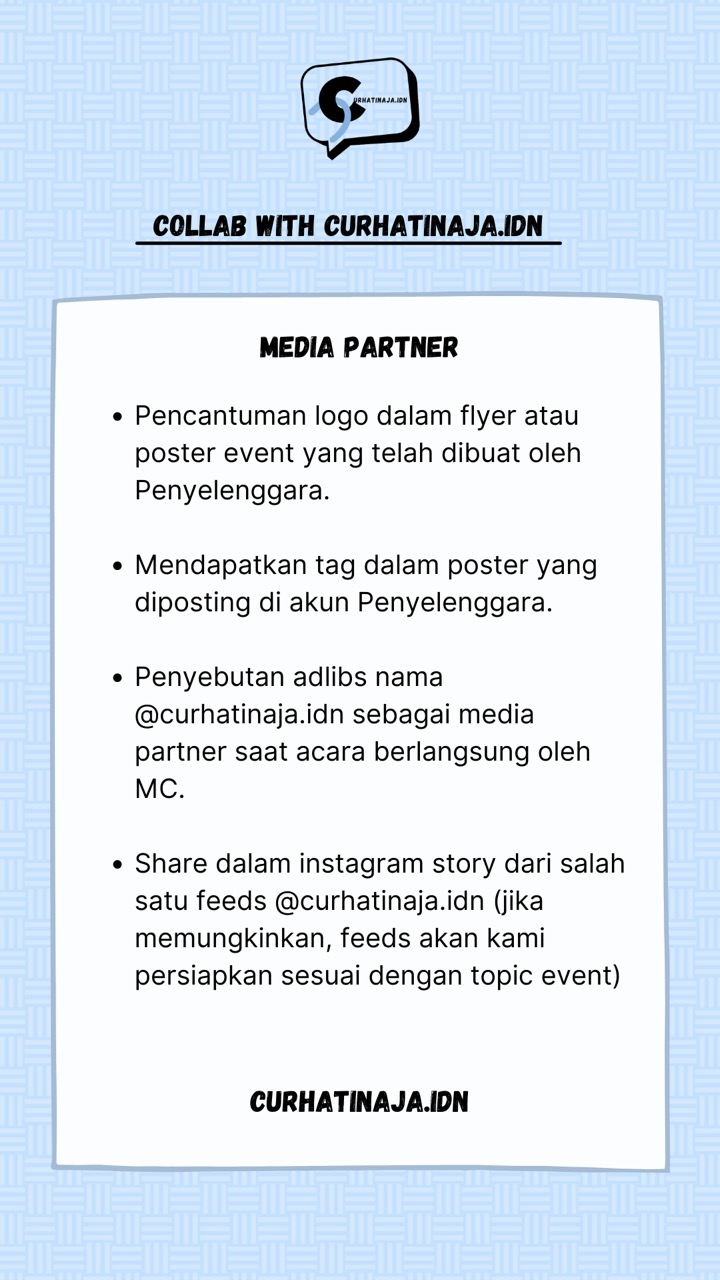 CURHATINAJA.IDN
COLLAB WITH CURHATINAJA.IDN
MEDIA PARTNER
• Pencantuman logo dalam flyer atau
poster event yang telah dibuat oleh
Penyelenggara.
• Mendapatkan tag dalam poster yang
diposting di akun Penyelenggara.
• Penyebutan adlibs nama
@curhatinaja.idn sebagai media
partner saat acara berlangsung oleh
MC.
• Share dalam instagram story dari salah
satu feeds @curhatinaja.idn (jika
memungkinkan, feeds akan kami
persiapkan sesuai dengan topic event)
CURHATINAJA.IDN